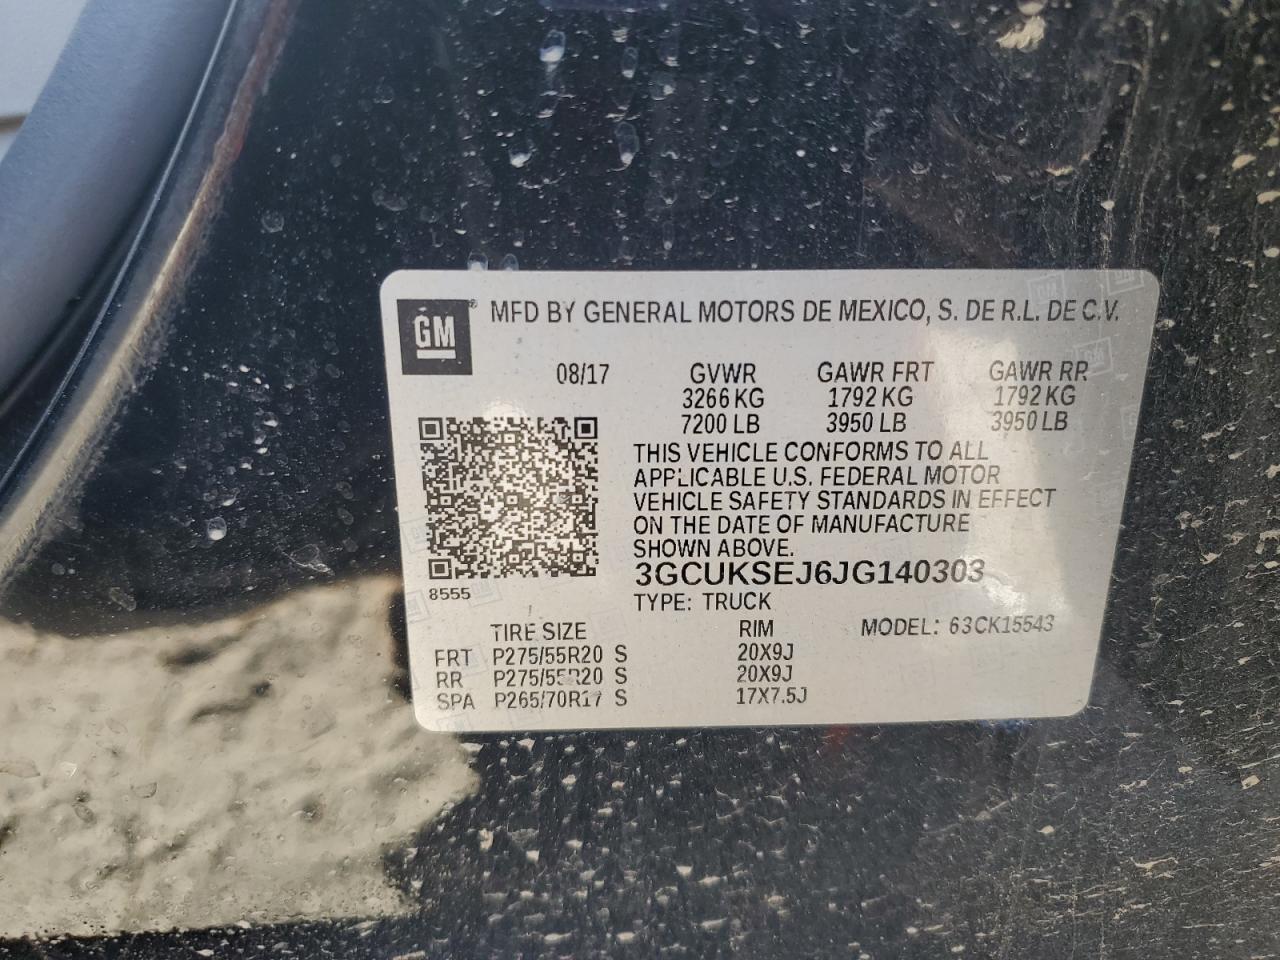 GM® MFD BY GENERAL MOTORS DE MEXICO, S. DE R.L. DE C.V.
08/17 GVWR GAWR FRT GAWR RR
3266 KG 1792 KG 1792 KG
7200 LB 3950 LB 3950 LB
THIS VEHICLE CONFORMS TO ALL
APPLICABLE U.S. FEDERAL MOTOR
VEHICLE SAFETY STANDARDS IN EFFECT
ON THE DATE OF MANUFACTURE
SHOWN ABOVE.
3GCUKSEJ6JG140303
8555
TYPE: TRUCK
TIRE SIZE RIM MODEL: 63CK15543
FRT P275/55R20 S 20X9J
RR P275/55R20 S 20X9J
SPA P265/70R17 S 17X7.5J